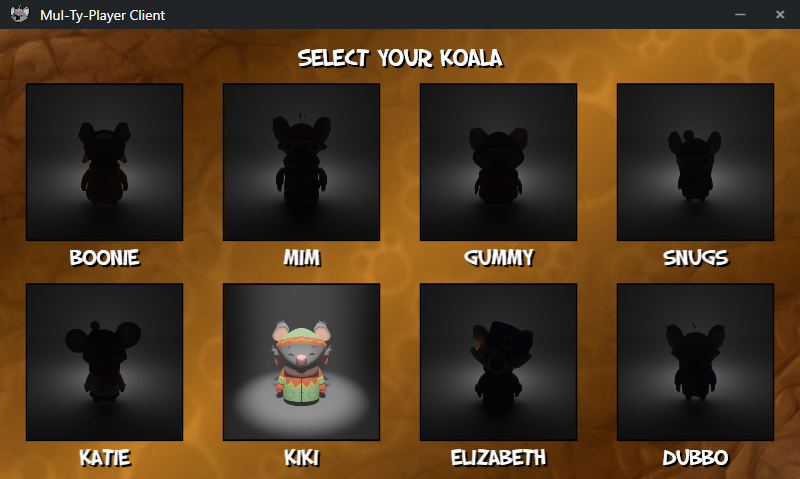 Mul-Ty-Player Client
SELECT YOUR KOALA
BOONIE MIM GUMMY SNUGS
KATIE KIKI ELIZABETH DUBBO